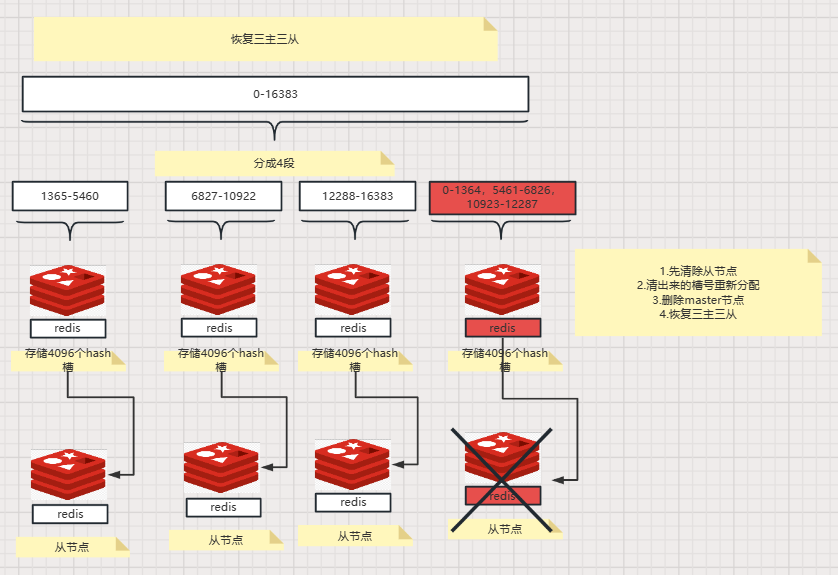 恢复三主三从
0-16383
分成4段
1365-5460
6827-10922
12288-16383
0-1364，5461-6826，
10923-12287
redis
redis
redis
redis
1.先清除从节点
2.清出来的槽号重新分配
3.删除master节点
4.恢复三主三从
存储4096个hash
槽
存储4096个hash
槽
存储4096个hash
槽
存储4096个hash
槽
redis
redis
redis
redis
从节点
从节点
从节点
从节点